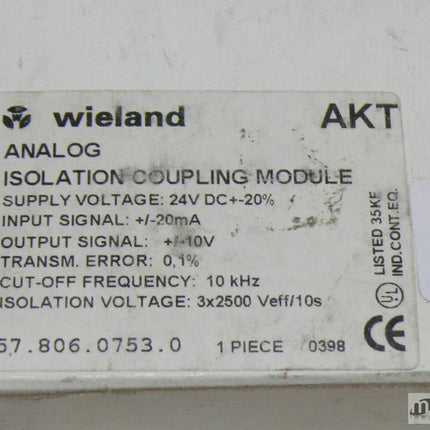 wieland AKT
ANALOG
ISOLATION COUPLING MODULE
SUPPLY VOLTAGE: 24V DC+-20%
INPUT SIGNAL: +/-20mA
OUTPUT SIGNAL: +/-10V
TRANSM. ERROR: 0,1%
CUT-OFF FREQUENCY: 10 kHz
ISOLATION VOLTAGE: 3x2500 Veff/10s
57.806.0753.0 1 PIECE 0398
UL
LISTED 35KF
IND.CONT.EQ.
CE